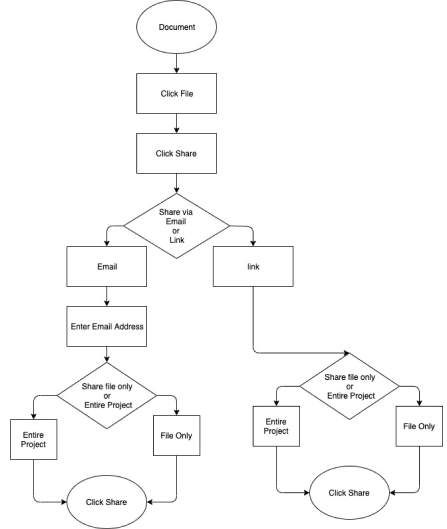 Document
Click File
Click Share
Share via
Email
or
Link
Email
link
Enter Email Address
Share file only
or
Entire Project
Share file only
or
Entire Project
Entire
Project
File Only
Entire
Project
File Only
Click Share
Click Share